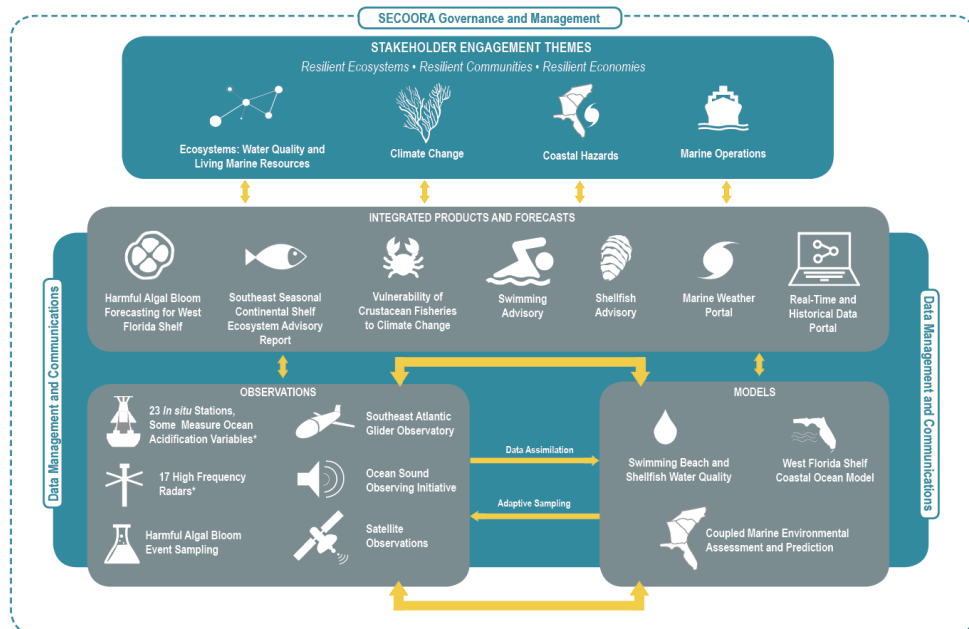 SECOORA Governance and Management
STAKEHOLDER ENGAGEMENT THEMES
Resilient Ecosystems • Resilient Communities • Resilient Economies
Ecosystems: Water Quality and
Living Marine Resources
Climate Change
Coastal Hazards
Marine Operations
INTEGRATED PRODUCTS AND FORECASTS
Harmful Algal Bloom
Forecasting for West
Florida Shelf
Southeast Seasonal
Continental Shelf
Ecosystem Advisory
Report
Vulnerability of
Crustacean Fisheries
to Climate Change
Swimming
Advisory
Shellfish
Advisory
Marine Weather
Portal
Real-Time and
Historical Data
Portal
Data Management and Communications
Data Management and Communications
OBSERVATIONS
23 In situ Stations,
Some Measure Ocean
Acidification Variables*
Southeast Atlantic
Glider Observatory
17 High Frequency
Radars*
Ocean Sound
Observing Initiative
Harmful Algal Bloom
Event Sampling
Satellite
Observations
Data Assimilation
Adaptive Sampling
MODELS
Swimming Beach and
Shellfish Water Quality
West Florida Shelf
Coastal Ocean Model
Coupled Marine Environmental
Assessment and Prediction